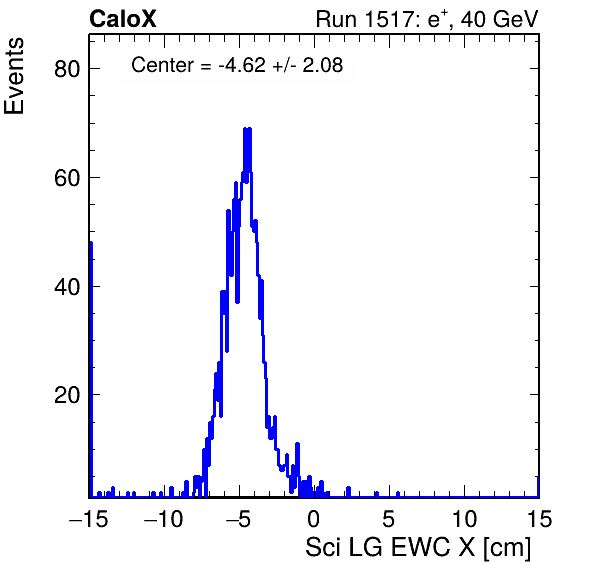 CaloX Run 1517: e⁺, 40 GeV
Center = -4.62 +/- 2.08
Events
80
60
40
20
−15 −10 −5 0 5 10 15
Sci LG EWC X [cm]